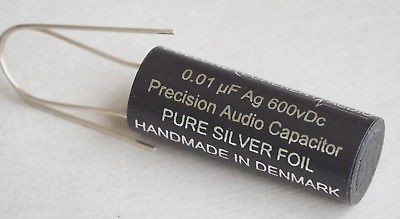 0.01 µF Ag 600vDc
Precision Audio Capacitor
PURE SILVER FOIL
HANDMADE IN DENMARK